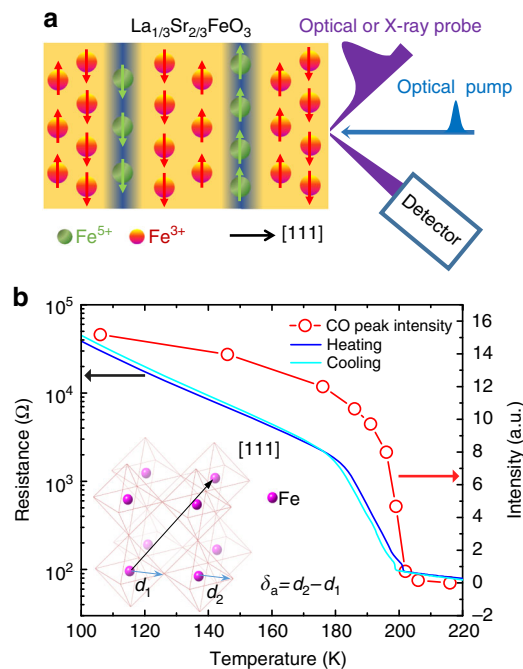 a
La1/3Sr2/3FeO3
Optical or X-ray probe
Optical pump
Detector
Fe5+
Fe3+
[111]
b
CO peak intensity
Heating
Cooling
Resistance (Ω)
10^5
10^4
10^3
10^2
Intensity (a.u.)
16
14
12
10
8
6
4
2
0
−2
[111]
Fe
d1
d2
δa=d2−d1
100
120
140
160
180
200
220
Temperature (K)